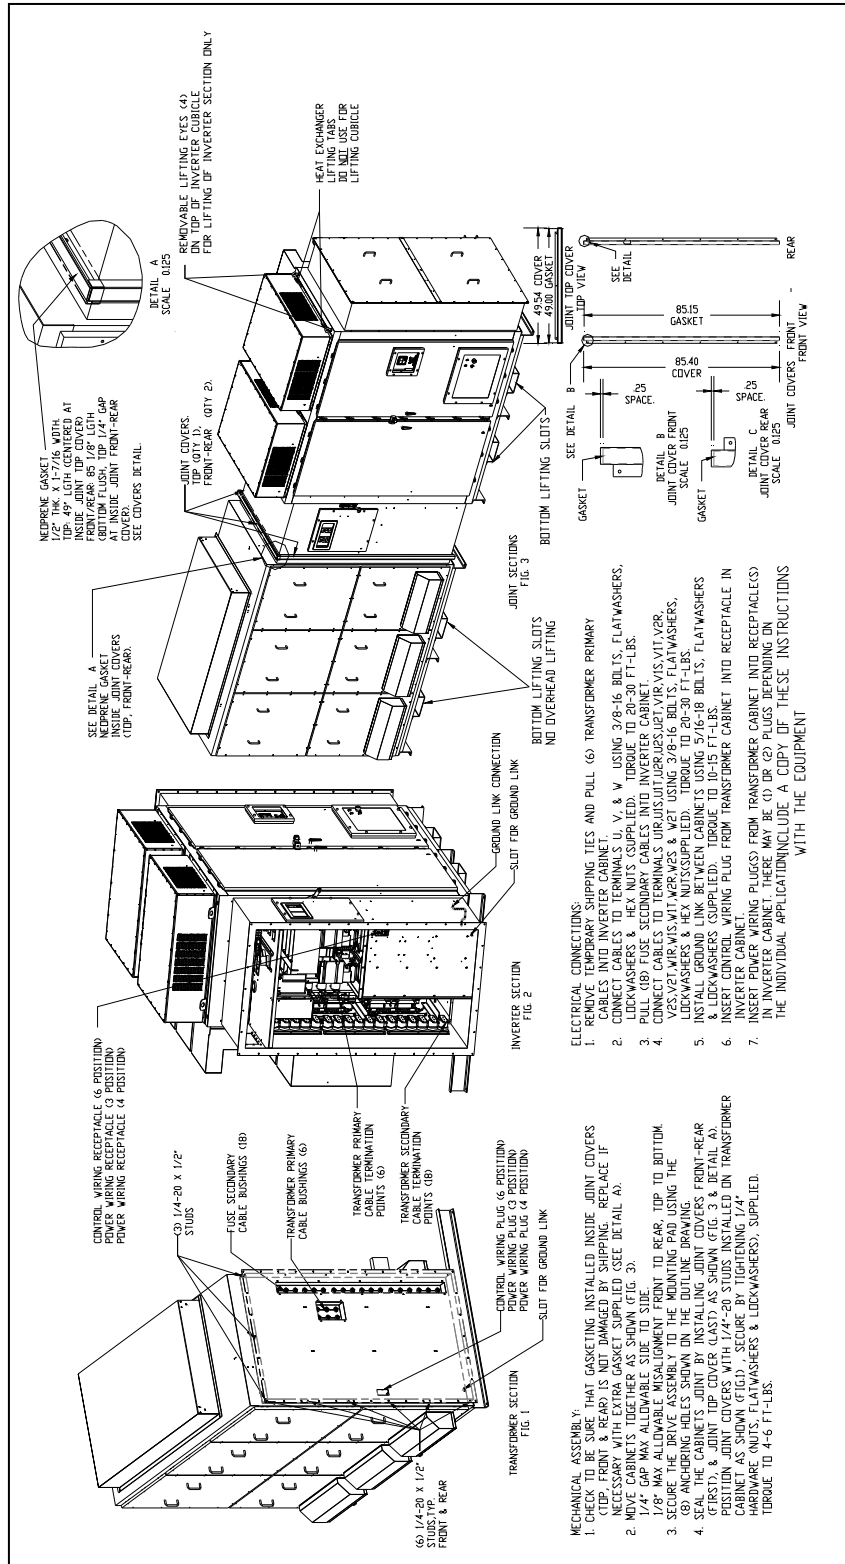 MECHANICAL ASSEMBLY:
1. CHECK TO BE SURE THAT GASKETING INSTALLED INSIDE JOINT COVERS
(TOP, FRONT & REAR) IS NOT DAMAGED BY SHIPPING. REPLACE IF
NECESSARY WITH EXTRA GASKET SUPPLIED (SEE DETAIL A).
2. MOVE CABINETS TOGETHER AS SHOWN (FIG. 3).
1/4" GAP MAX ALLOWABLE SIDE TO SIDE.
1/8" MAX ALLOWABLE MISALIGNMENT FRONT TO REAR, TOP TO BOTTOM.
3. SECURE THE DRIVE ASSEMBLY TO THE MOUNTING PAD USING THE
(8) ANCHORING HOLES SHOWN ON THE OUTLINE DRAWING.
4. SEAL THE CABINETS JOINT BY INSTALLING JOINT COVERS FRONT-REAR
(FIRST), & JOINT TOP COVER (LAST) AS SHOWN (FIG. 3 & DETAIL A).
POSITION JOINT COVERS WITH 1/4"-20 STUDS INSTALLED ON TRANSFORMER
CABINET AS SHOWN (FIG.1) , SECURE BY TIGHTENING 1/4"
HARDWARE (NUTS, FLATWASHERS & LOCKWASHERS), SUPPLIED.
TORQUE TO 4-6 FT-LBS.
ELECTRICAL CONNECTIONS:
1. REMOVE TEMPORARY SHIPPING TIES AND PULL (6) TRANSFORMER PRIMARY
CABLES INTO INVERTER CABINET.
2. CONNECT CABLES TO TERMINALS U, V, & W USING 3/8-16 BOLTS, FLATWASHERS,
LOCKWASHERS & HEX NUTS (SUPPLIED). TORQUE TO 20-30 FT-LBS.
3. PULL (18) FUSE SECONDARY CABLES INTO INVERTER CABINET.
4. CONNECT CABLES TO TERMINALS U1R,U1S,U1T,U2R,U2S,U2T,V1R,V1S,V1T,V2R,
V2S,V2T,W1R,W1S,W1T,W2R,W2S & W2T USING 3/8-16 BOLTS, FLATWASHERS,
LOCKWASHERS & HEX NUTS(SUPPLIED). TORQUE TO 20-30 FT-LBS.
5. INSTALL GROUND LINK BETWEEN CABINETS USING 5/16-18 BOLTS, FLATWASHERS
& LOCKWASHERS (SUPPLIED). TORQUE TO 10-15 FT-LBS.
6. INSERT CONTROL WIRING PLUG FROM TRANSFORMER CABINET INTO RECEPTACLE IN
INVERTER CABINET.
7. INSERT POWER WIRING PLUG(S) FROM TRANSFORMER CABINET INTO RECEPTACLE(S)
IN INVERTER CABINET. THERE MAY BE (1) OR (2) PLUGS DEPENDING ON
THE INDIVIDUAL APPLICATION.
INCLUDE A COPY OF THESE INSTRUCTIONS
WITH THE EQUIPMENT
(6) 1/4-20 X 1/2"
STUDS,TYP.
FRONT & REAR
(3) 1/4-20 X 1/2"
STUDS
FUSE SECONDARY
CABLE BUSHINGS (18)
TRANSFORMER PRIMARY
CABLE BUSHINGS (6)
CONTROL WIRING PLUG (6 POSITION)
POWER WIRING PLUG (3 POSITION)
POWER WIRING PLUG (4 POSITION)
SLOT FOR GROUND LINK
TRANSFORMER SECTION
FIG. 1
CONTROL WIRING RECEPTACLE (6 POSITION)
POWER WIRING RECEPTACLE (3 POSITION)
POWER WIRING RECEPTACLE (4 POSITION)
TRANSFORMER PRIMARY
CABLE TERMINATION
POINTS (6)
TRANSFORMER SECONDARY
CABLE TERMINATION
POINTS (18)
GROUND LINK CONNECTION
SLOT FOR GROUND LINK
INVERTER SECTION
FIG. 2
SEE DETAIL A
NEOPRENE GASKET
INSIDE JOINT COVERS
(TOP, FRONT-REAR).
NEOPRENE GASKET
1/2" THK. X 1-7/16 WDTH.
TOP: 49" LGTH (CENTERED AT
INSIDE JOINT TOP COVER)
FRONT/REAR: 85 1/8" LGTH
(BOTTOM FLUSH, TOP 1/4" GAP
AT INSIDE JOINT FRONT-REAR
COVER).
SEE COVERS DETAIL.
DETAIL A
SCALE 0.125
JOINT COVERS.
TOP (QTY 1),
FRONT-REAR (QTY 2).
REMOVABLE LIFTING EYES (4)
ON TOP OF INVERTER CUBICLE
FOR LIFTING OF INVERTER SECTION ONLY
HEAT EXCHANGER
LIFTING TABS
DO NOT USE FOR
LIFTING CUBICLE
BOTTOM LIFTING SLOTS
NO OVERHEAD LIFTING
BOTTOM LIFTING SLOTS
JOINT SECTIONS
FIG. 3
49.54 COVER
49.00 GASKET
JOINT TOP COVER
TOP VIEW
SEE DETAIL B
SEE
DETAIL C
85.15
GASKET
85.40
COVER
JOINT COVERS FRONT - REAR
FRONT VIEW
GASKET
.25
SPACE.
DETAIL B
JOINT COVER FRONT
SCALE 0.125
GASKET
.25
SPACE.
DETAIL C
JOINT COVER REAR
SCALE 0.125